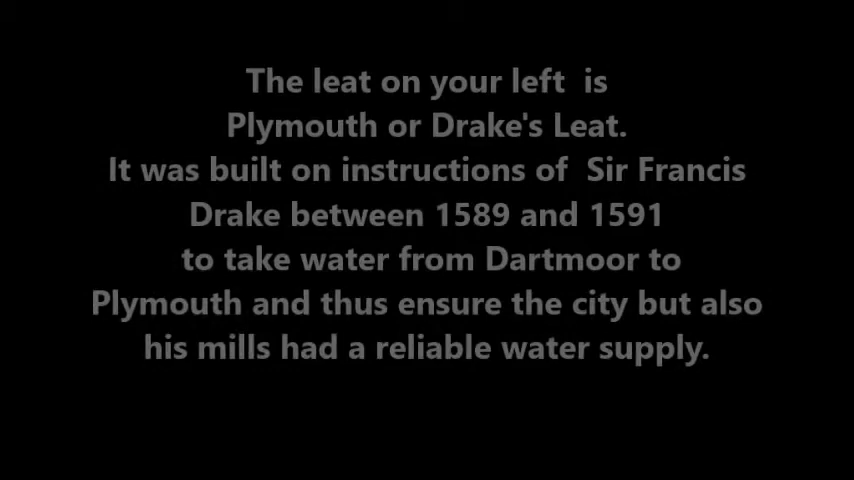 The leat on your left  is
Plymouth or Drake's Leat.
It was built on instructions of  Sir Francis
Drake between 1589 and 1591
to take water from Dartmoor to
Plymouth and thus ensure the city but also
his mills had a reliable water supply.